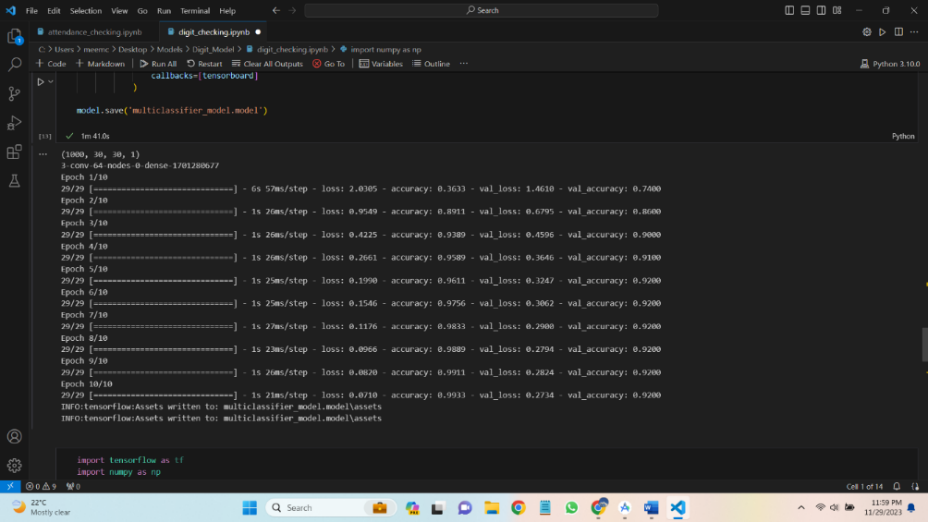 File Edit Selection View Go Run Terminal Help
Search
attendance_checking.ipynb
digit_checking.ipynb
C: > Users > meemc > Desktop > Models > Digit_Model > digit_checking.ipynb > import numpy as np
+ Code + Markdown Run All Restart Clear All Outputs Go To Variables Outline ... Python 3.10.0
callbacks=[tensorboard]
)
model.save('multiclassifier_model.model')
1m 41.0s Python
(1000, 30, 30, 1)
3-conv-64-nodes-0-dense-1701280677
Epoch 1/10
29/29 [==============================] - 6s 57ms/step - loss: 2.0305 - accuracy: 0.3633 - val_loss: 1.4610 - val_accuracy: 0.7400
Epoch 2/10
29/29 [==============================] - 1s 26ms/step - loss: 0.9549 - accuracy: 0.8911 - val_loss: 0.6795 - val_accuracy: 0.8600
Epoch 3/10
29/29 [==============================] - 1s 26ms/step - loss: 0.4225 - accuracy: 0.9389 - val_loss: 0.4596 - val_accuracy: 0.9000
Epoch 4/10
29/29 [==============================] - 1s 26ms/step - loss: 0.2661 - accuracy: 0.9589 - val_loss: 0.3646 - val_accuracy: 0.9100
Epoch 5/10
29/29 [==============================] - 1s 25ms/step - loss: 0.1990 - accuracy: 0.9611 - val_loss: 0.3247 - val_accuracy: 0.9200
Epoch 6/10
29/29 [==============================] - 1s 25ms/step - loss: 0.1546 - accuracy: 0.9756 - val_loss: 0.3062 - val_accuracy: 0.9200
Epoch 7/10
29/29 [==============================] - 1s 27ms/step - loss: 0.1176 - accuracy: 0.9833 - val_loss: 0.2900 - val_accuracy: 0.9200
Epoch 8/10
29/29 [==============================] - 1s 23ms/step - loss: 0.0966 - accuracy: 0.9889 - val_loss: 0.2794 - val_accuracy: 0.9200
Epoch 9/10
29/29 [==============================] - 1s 26ms/step - loss: 0.0820 - accuracy: 0.9911 - val_loss: 0.2824 - val_accuracy: 0.9200
Epoch 10/10
29/29 [==============================] - 1s 21ms/step - loss: 0.0710 - accuracy: 0.9933 - val_loss: 0.2734 - val_accuracy: 0.9200
INFO:tensorflow:Assets written to: multiclassifier_model.model\assets
INFO:tensorflow:Assets written to: multiclassifier_model.model\assets
import tensorflow as tf
import numpy as np
0 9 0 Cell 1 of 14
22°C
Mostly clear
Search
11:59 PM
11/29/2023